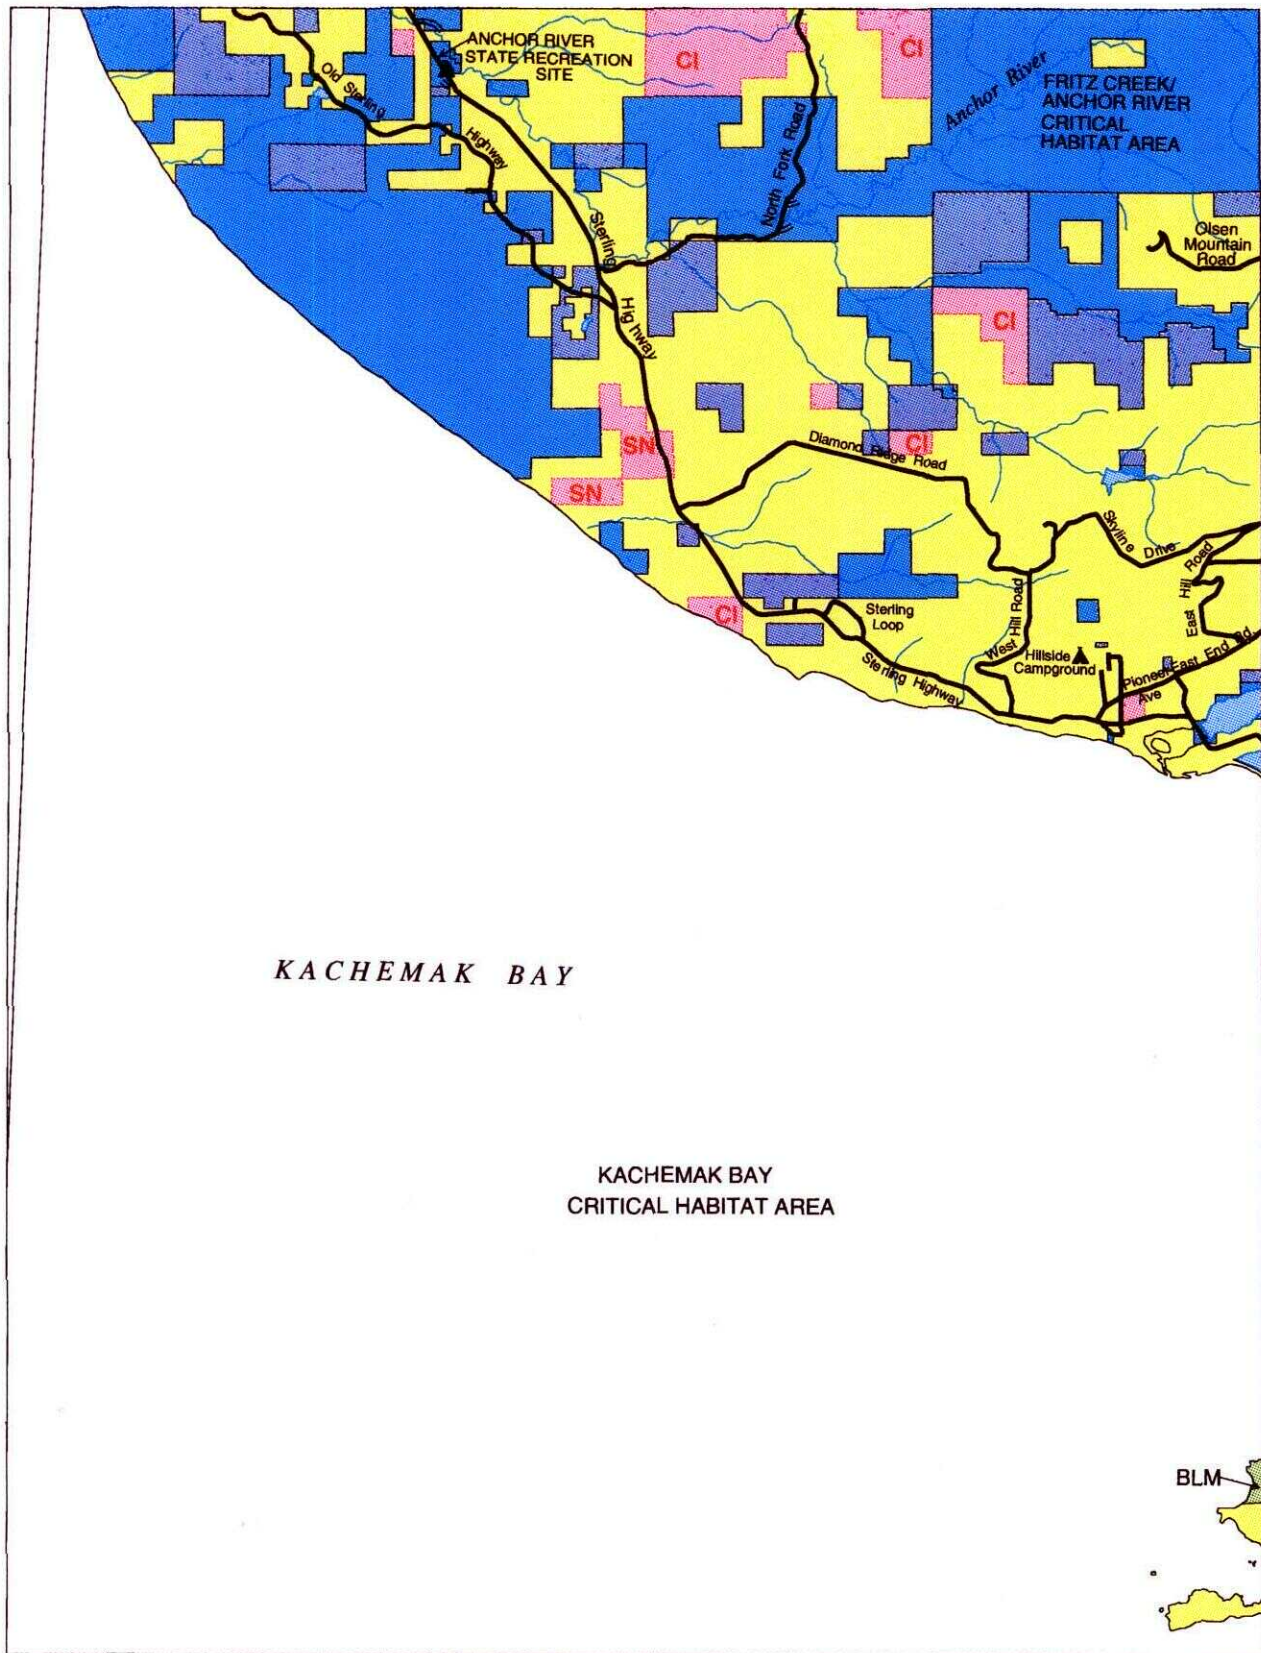 ANCHOR RIVER
STATE RECREATION
SITE
CI
CI
Anchor River
FRITZ CREEK/
ANCHOR RIVER
CRITICAL
HABITAT AREA
Old Sterling
Highway
North Fork Road
Olsen
Mountain
Road
Sterling
Highway
CI
SN
CI
Diamond Ridge Road
SN
Skyline Drive
CI
Sterling
Loop
West Hill Road
East Hill Road
Hillside
Campground
Sterling Highway
Pioneer
Ave
East End Rd.
KACHEMAK BAY
KACHEMAK BAY
CRITICAL HABITAT AREA
BLM